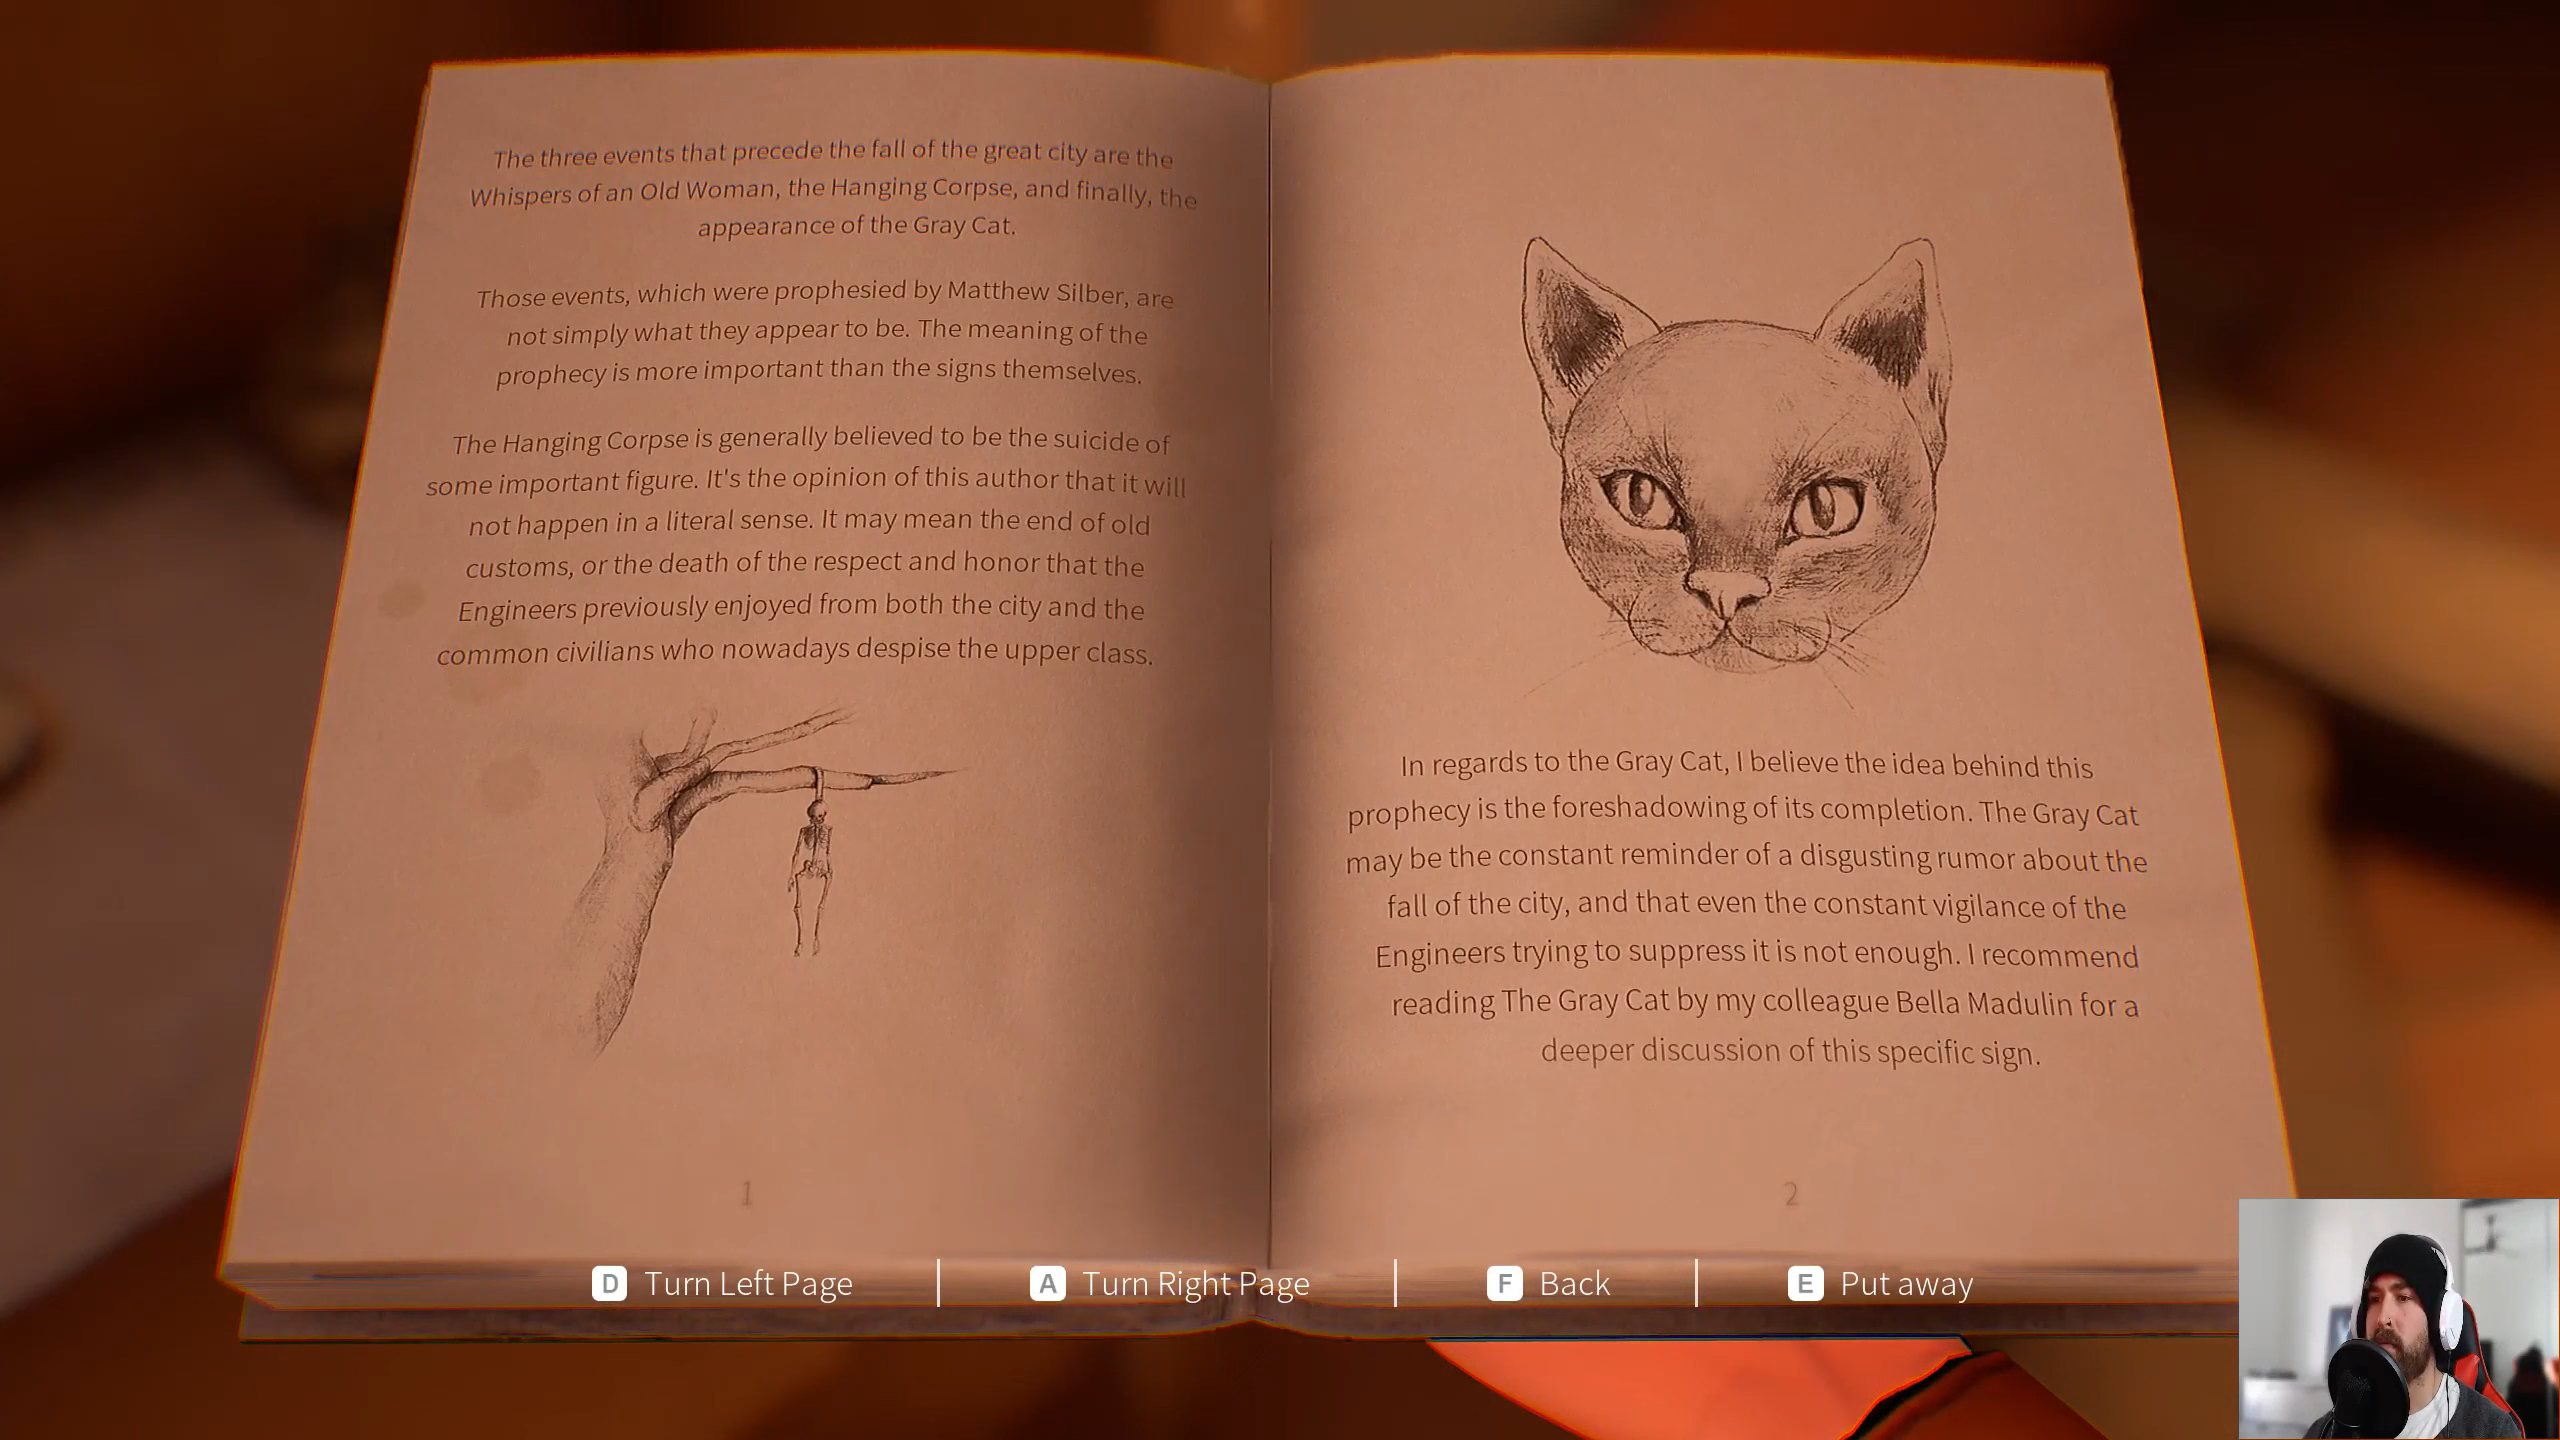 The three events that precede the fall of the great city are the
Whispers of an Old Woman, the Hanging Corpse, and finally, the
appearance of the Gray Cat.
Those events, which were prophesied by Matthew Silber, are
not simply what they appear to be. The meaning of the
prophecy is more important than the signs themselves.
The Hanging Corpse is generally believed to be the suicide of
some important figure. It's the opinion of this author that it will
not happen in a literal sense. It may mean the end of old
customs, or the death of the respect and honor that the
Engineers previously enjoyed from both the city and the
common civilians who nowadays despise the upper class.
1
In regards to the Gray Cat, I believe the idea behind this
prophecy is the foreshadowing of its completion. The Gray Cat
may be the constant reminder of a disgusting rumor about the
fall of the city, and that even the constant vigilance of the
Engineers trying to suppress it is not enough. I recommend
reading The Gray Cat by my colleague Bella Madulin for a
deeper discussion of this specific sign.
2
D Turn Left Page | A Turn Right Page | F Back | E Put away